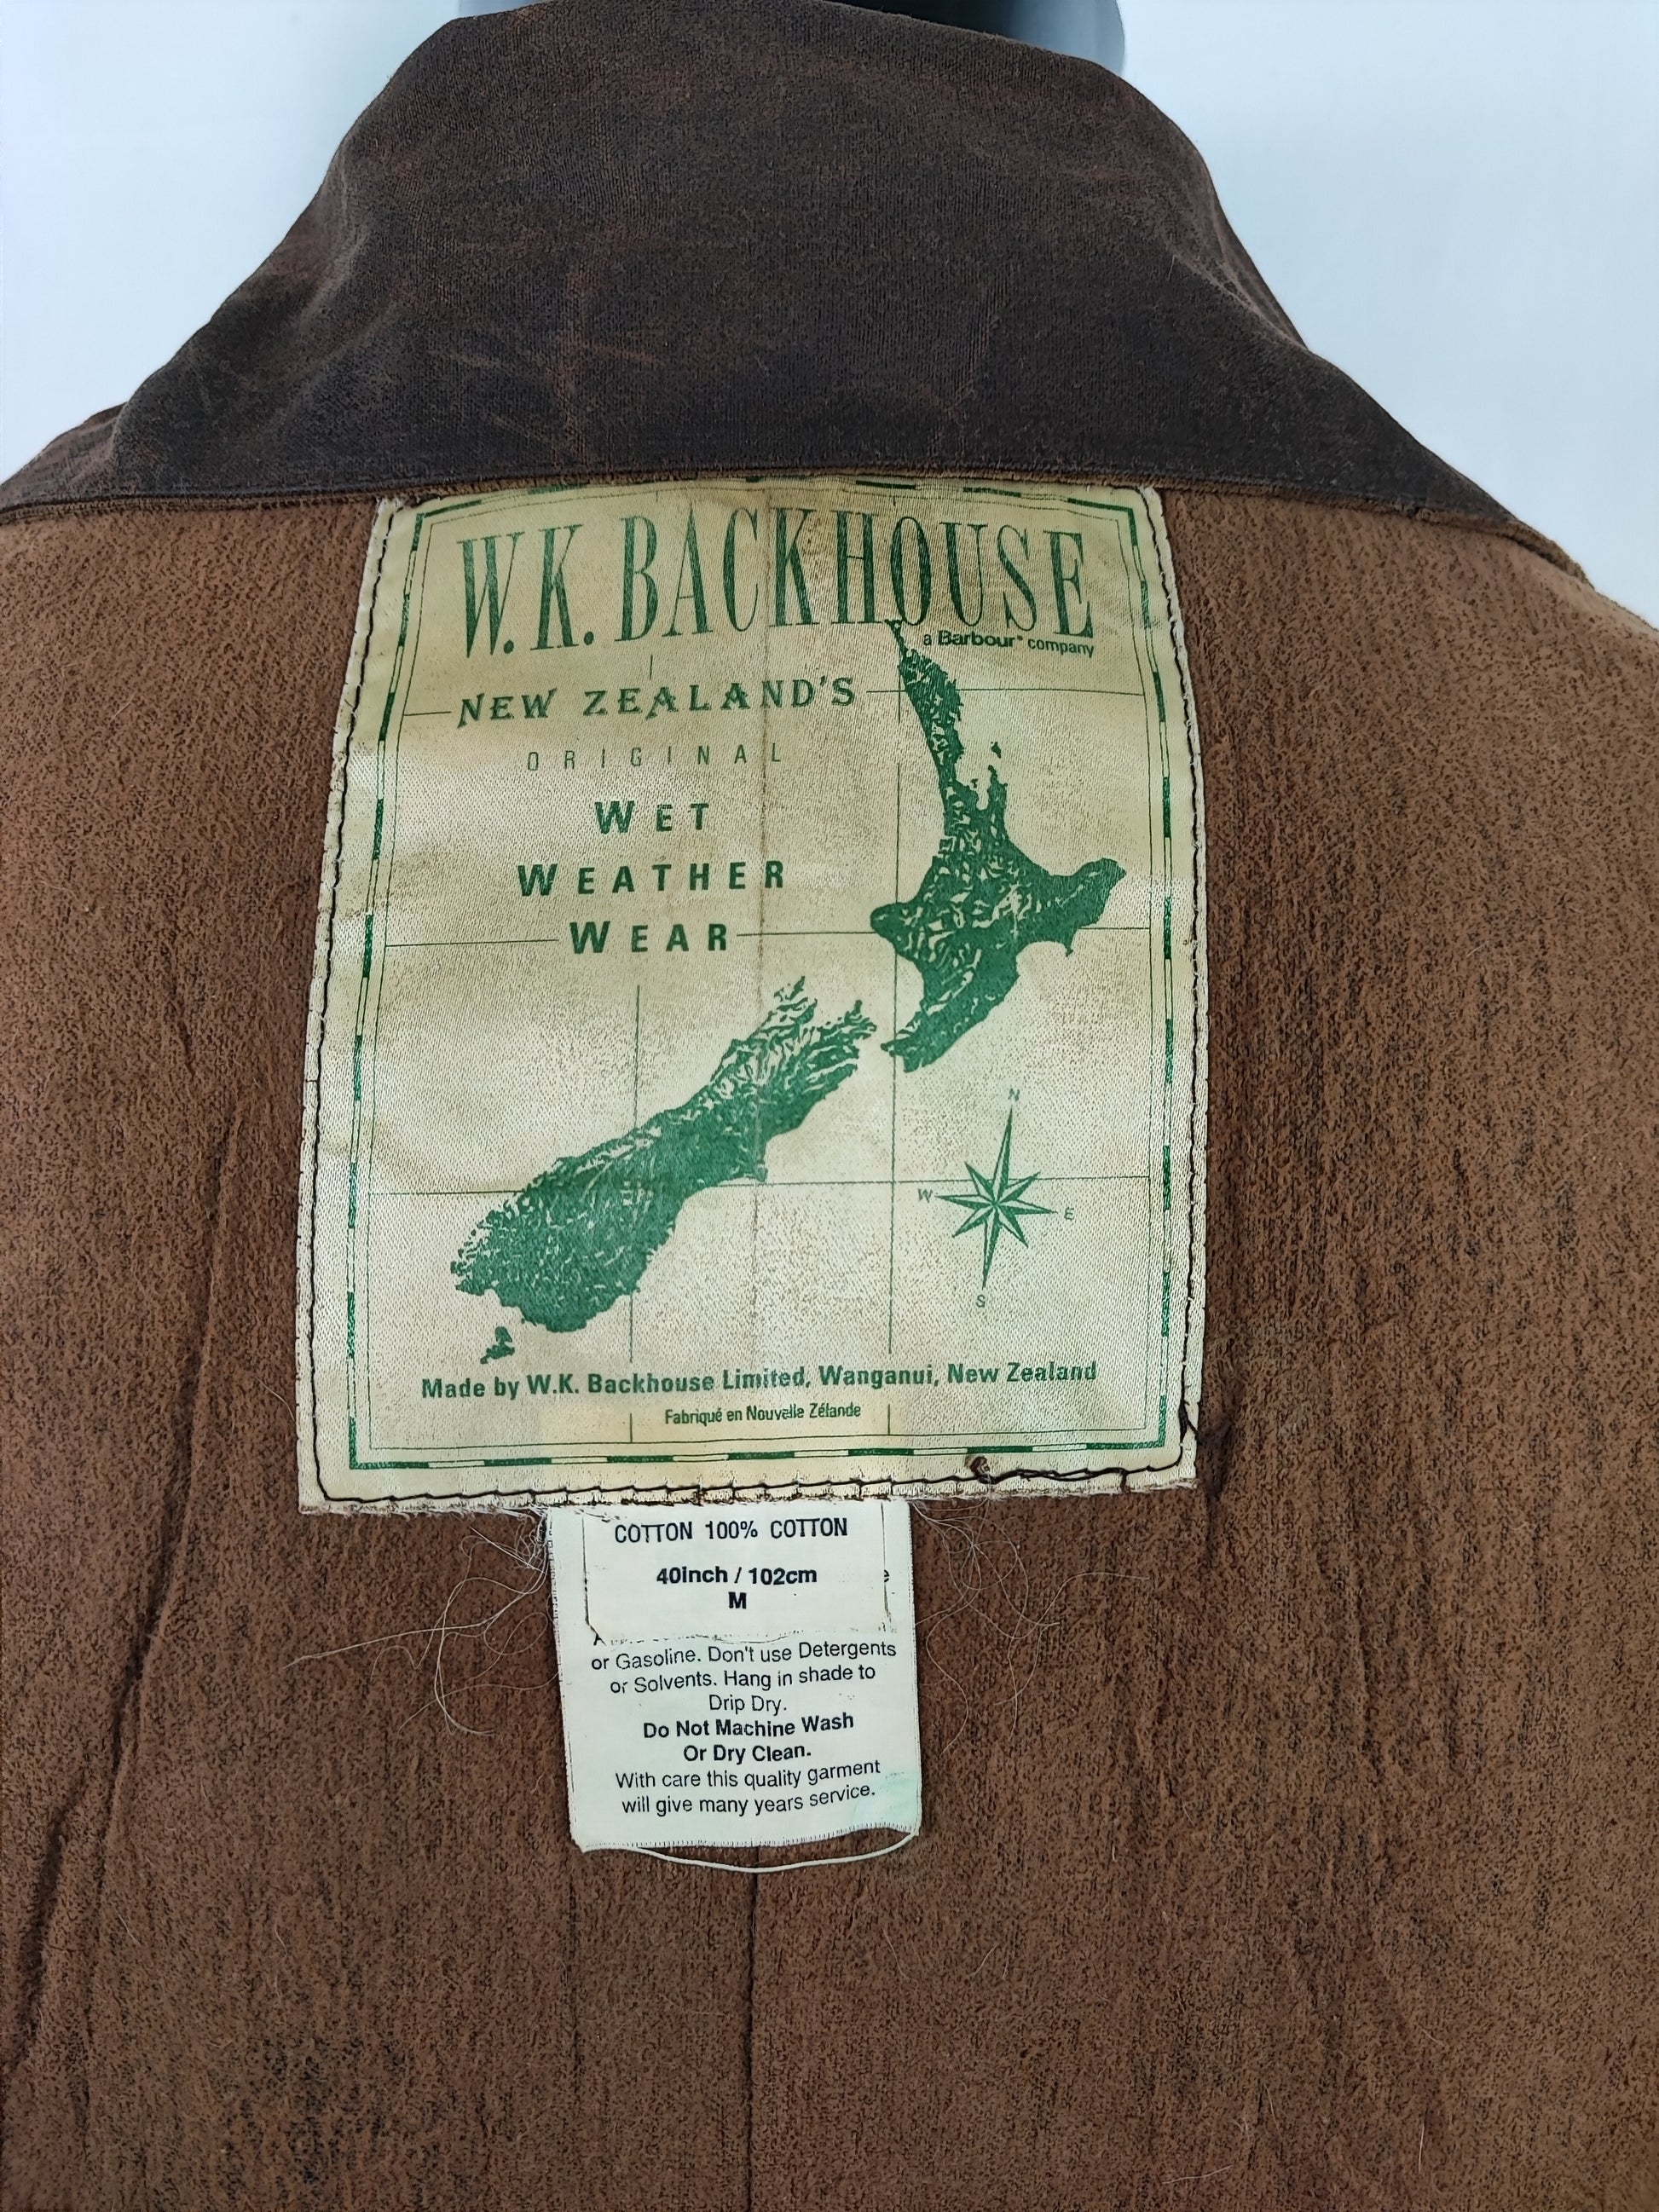 W.K. BACKHOUSE
a Barbour® company
NEW ZEALAND'S
ORIGINAL
WET
WEATHER
WEAR
N
W
E
S
Made by W.K. Backhouse Limited, Wanganui, New Zealand
Fabriqué en Nouvelle Zélande
COTTON 100% COTTON
40inch / 102cm
M
or Gasoline. Don't use Detergents
or Solvents. Hang in shade to
Drip Dry.
Do Not Machine Wash
Or Dry Clean.
With care this quality garment
will give many years service.